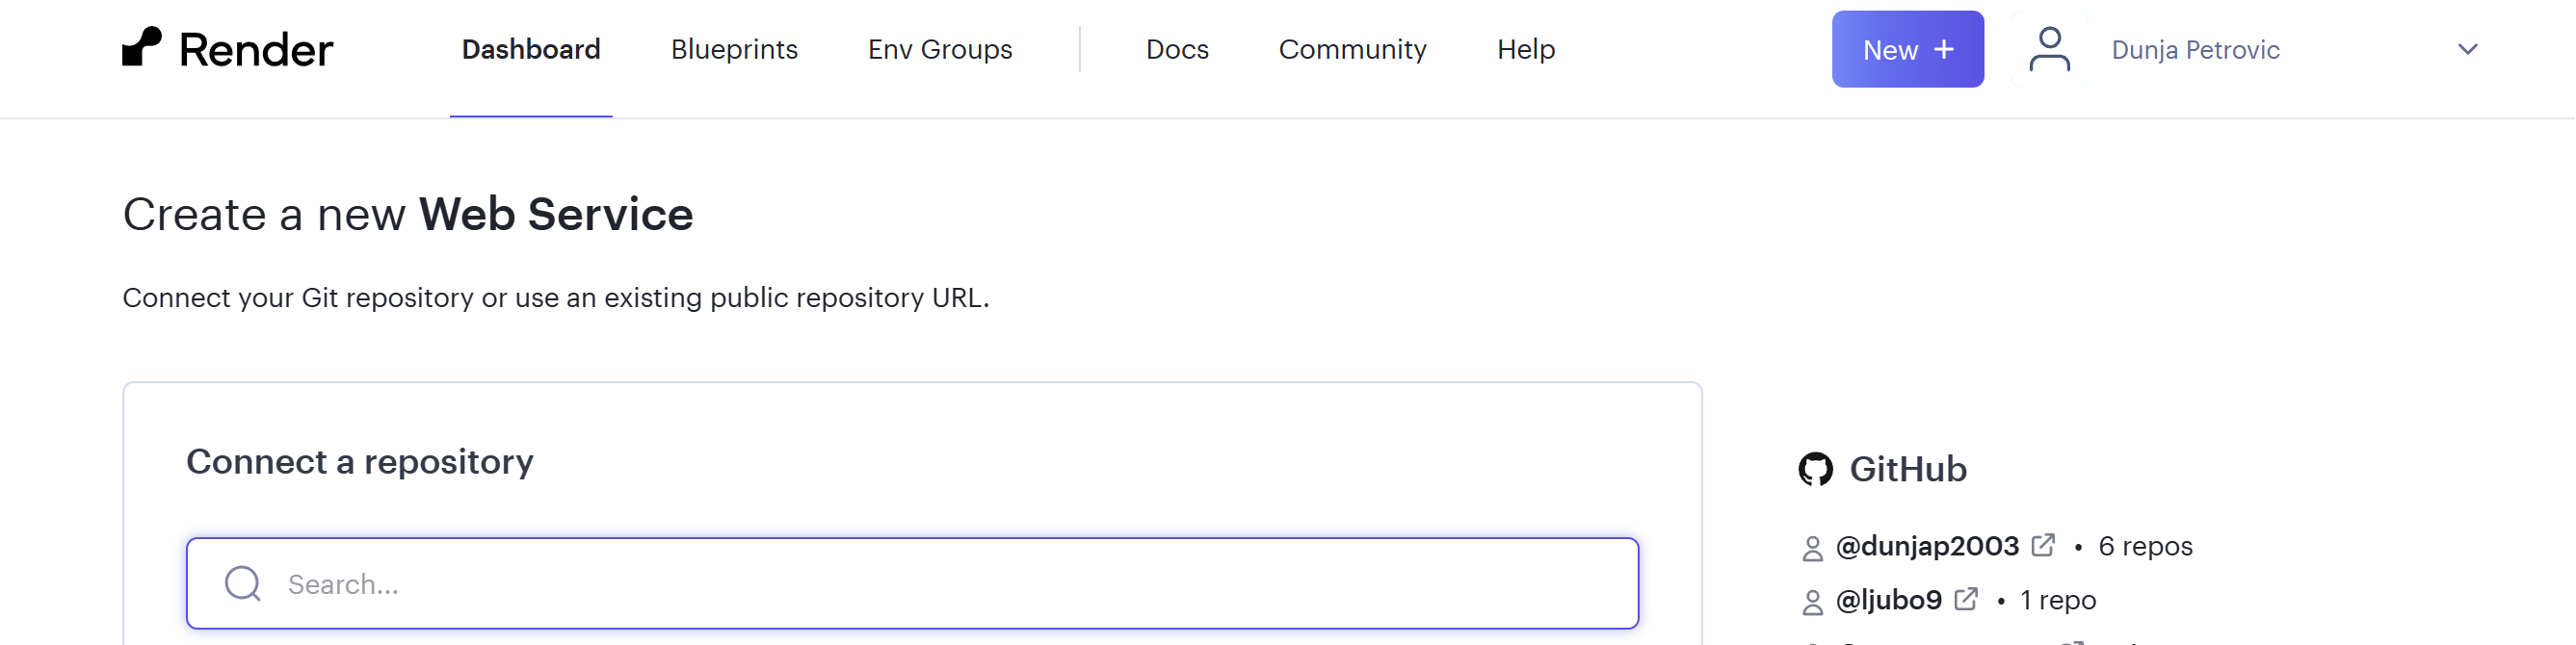 Render Dashboard Blueprints Env Groups Docs Community Help New + Dunja Petrovic
Create a new Web Service
Connect your Git repository or use an existing public repository URL.
Connect a repository
Search...
GitHub
@dunjap2003 • 6 repos
@ljubo9 • 1 repo